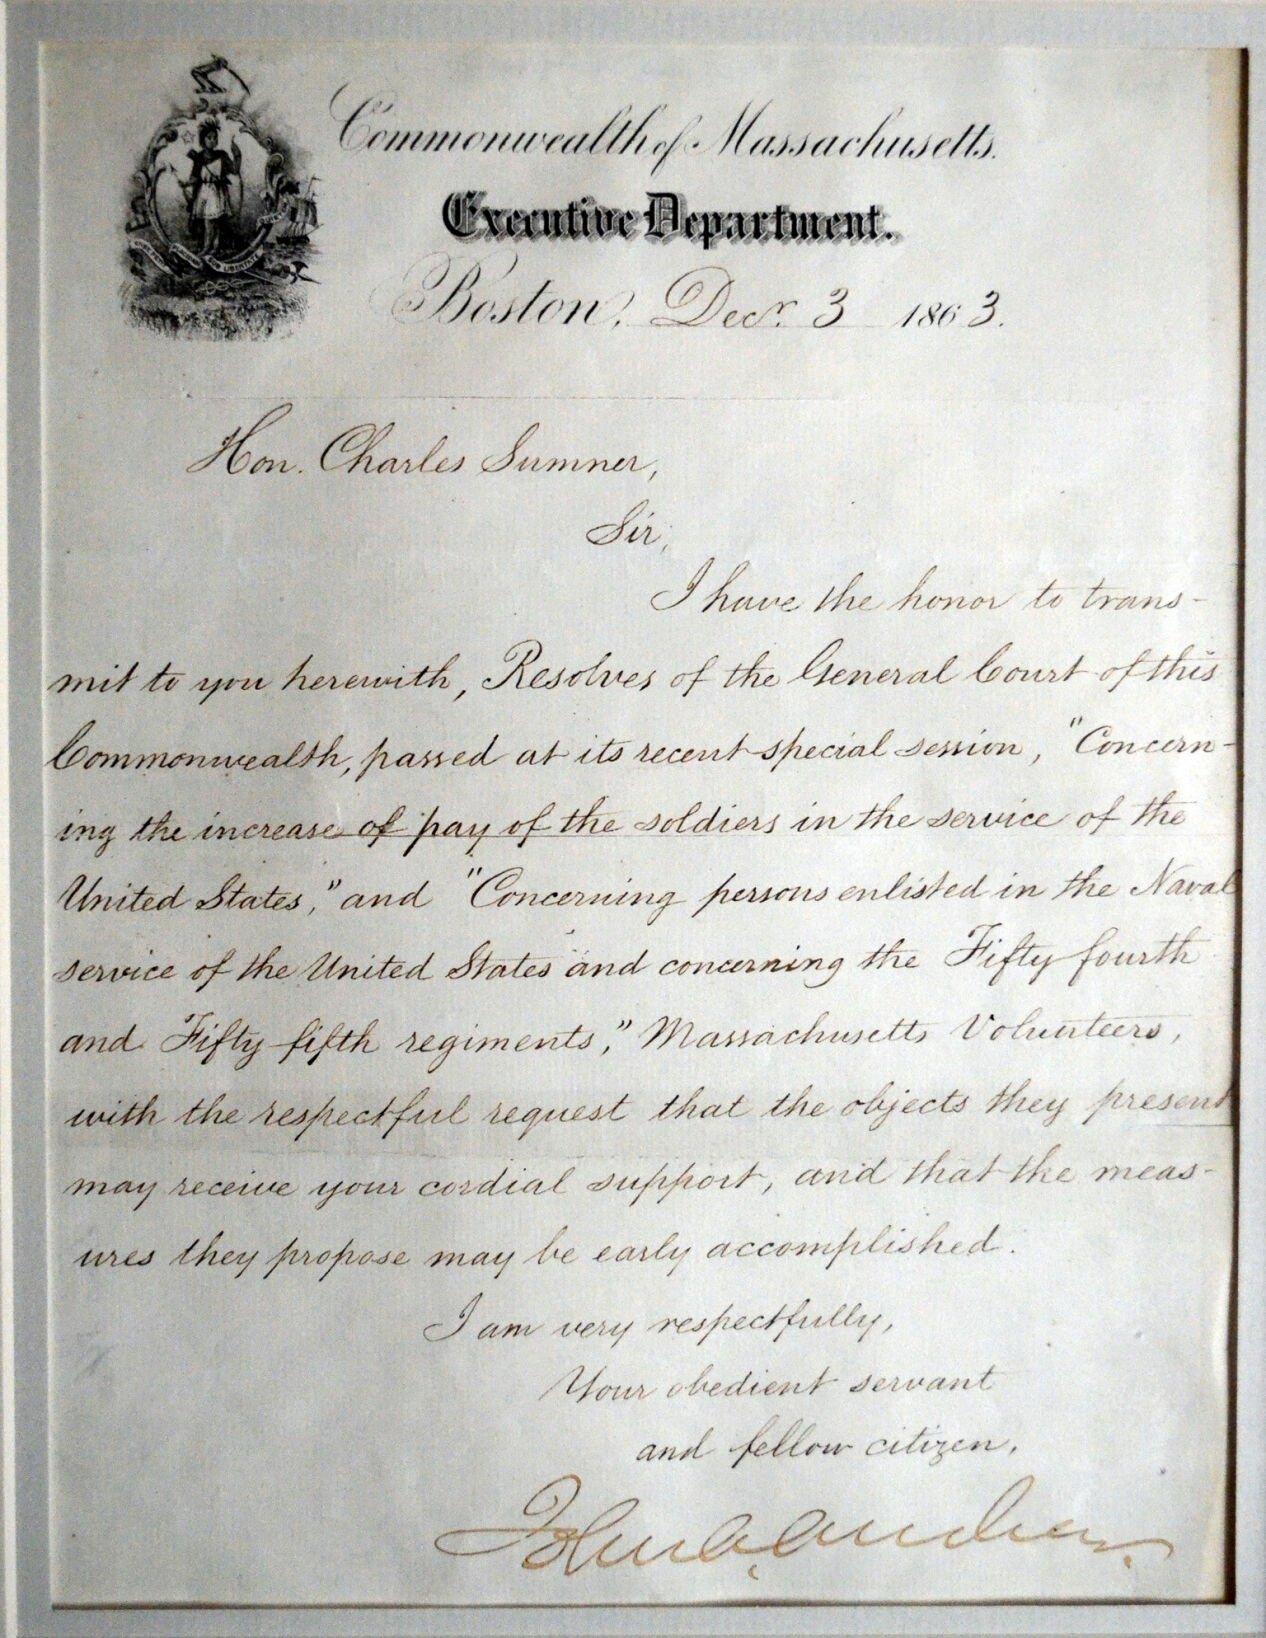 Commonwealth of Massachusetts.
Executive Department.
Boston, Decr. 3 1863.
Hon. Charles Sumner,
Sir,
I have the honor to trans-
mit to you herewith, Resolves of the General Court of this
Commonwealth, passed at its recent special session, "Concern-
ing the increase of pay of the soldiers in the service of the
United States," and "Concerning persons enlisted in the Naval
service of the United States and concerning the Fifty fourth
and Fifty fifth regiments," Massachusetts Volunteers,
with the respectful request that the objects they present
may receive your cordial support, and that the meas-
ures they propose may be early accomplished.
I am very respectfully,
Your obedient servant
and fellow citizen,
John A. Andrew.